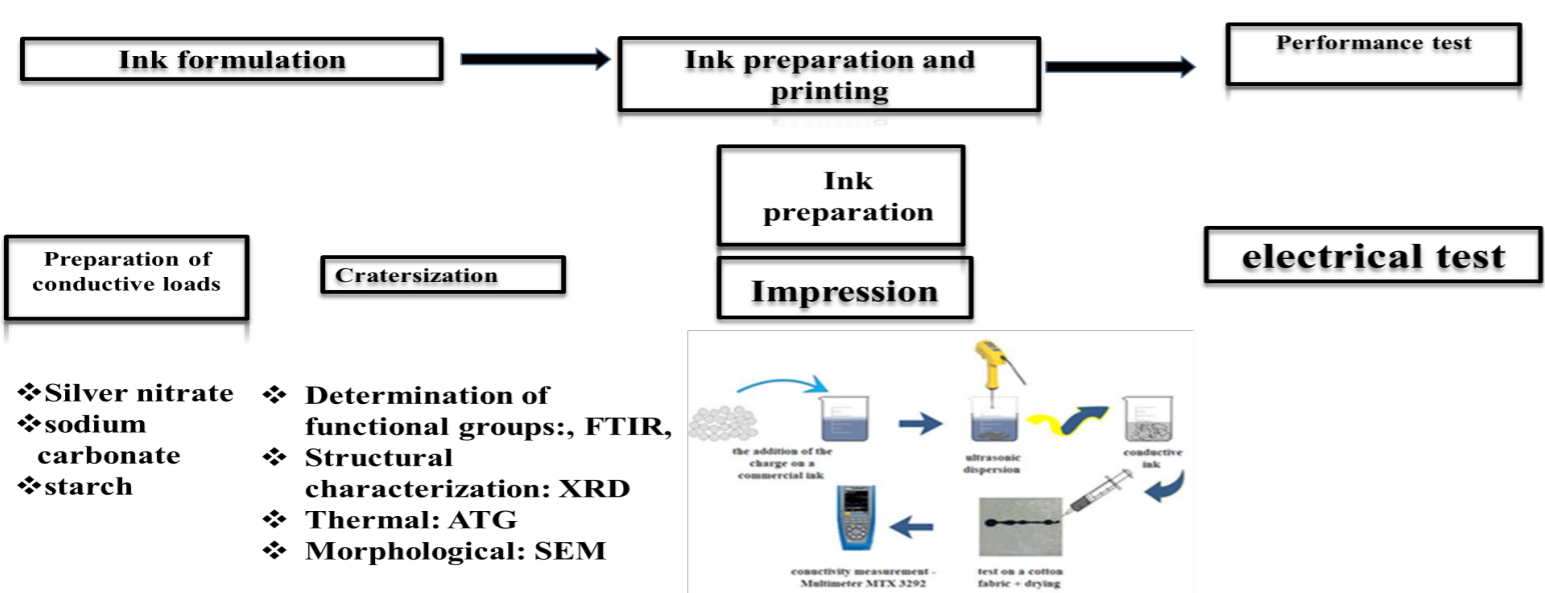 Ink formulation
Ink preparation and
printing
Performance test
Ink
preparation
Impression
electrical test
Preparation of
conductive loads
Cratersization
❖Silver nitrate
❖sodium
carbonate
❖starch
❖ Determination of
functional groups:, FTIR,
❖ Structural
characterization: XRD
❖ Thermal: ATG
❖ Morphological: SEM
the addition of the
charge on a
commercial ink
ultrasonic
dispersion
conductive
ink
conuctivity measurement -
Multimeter MTX 3292
test on a cotton
fabric + drying